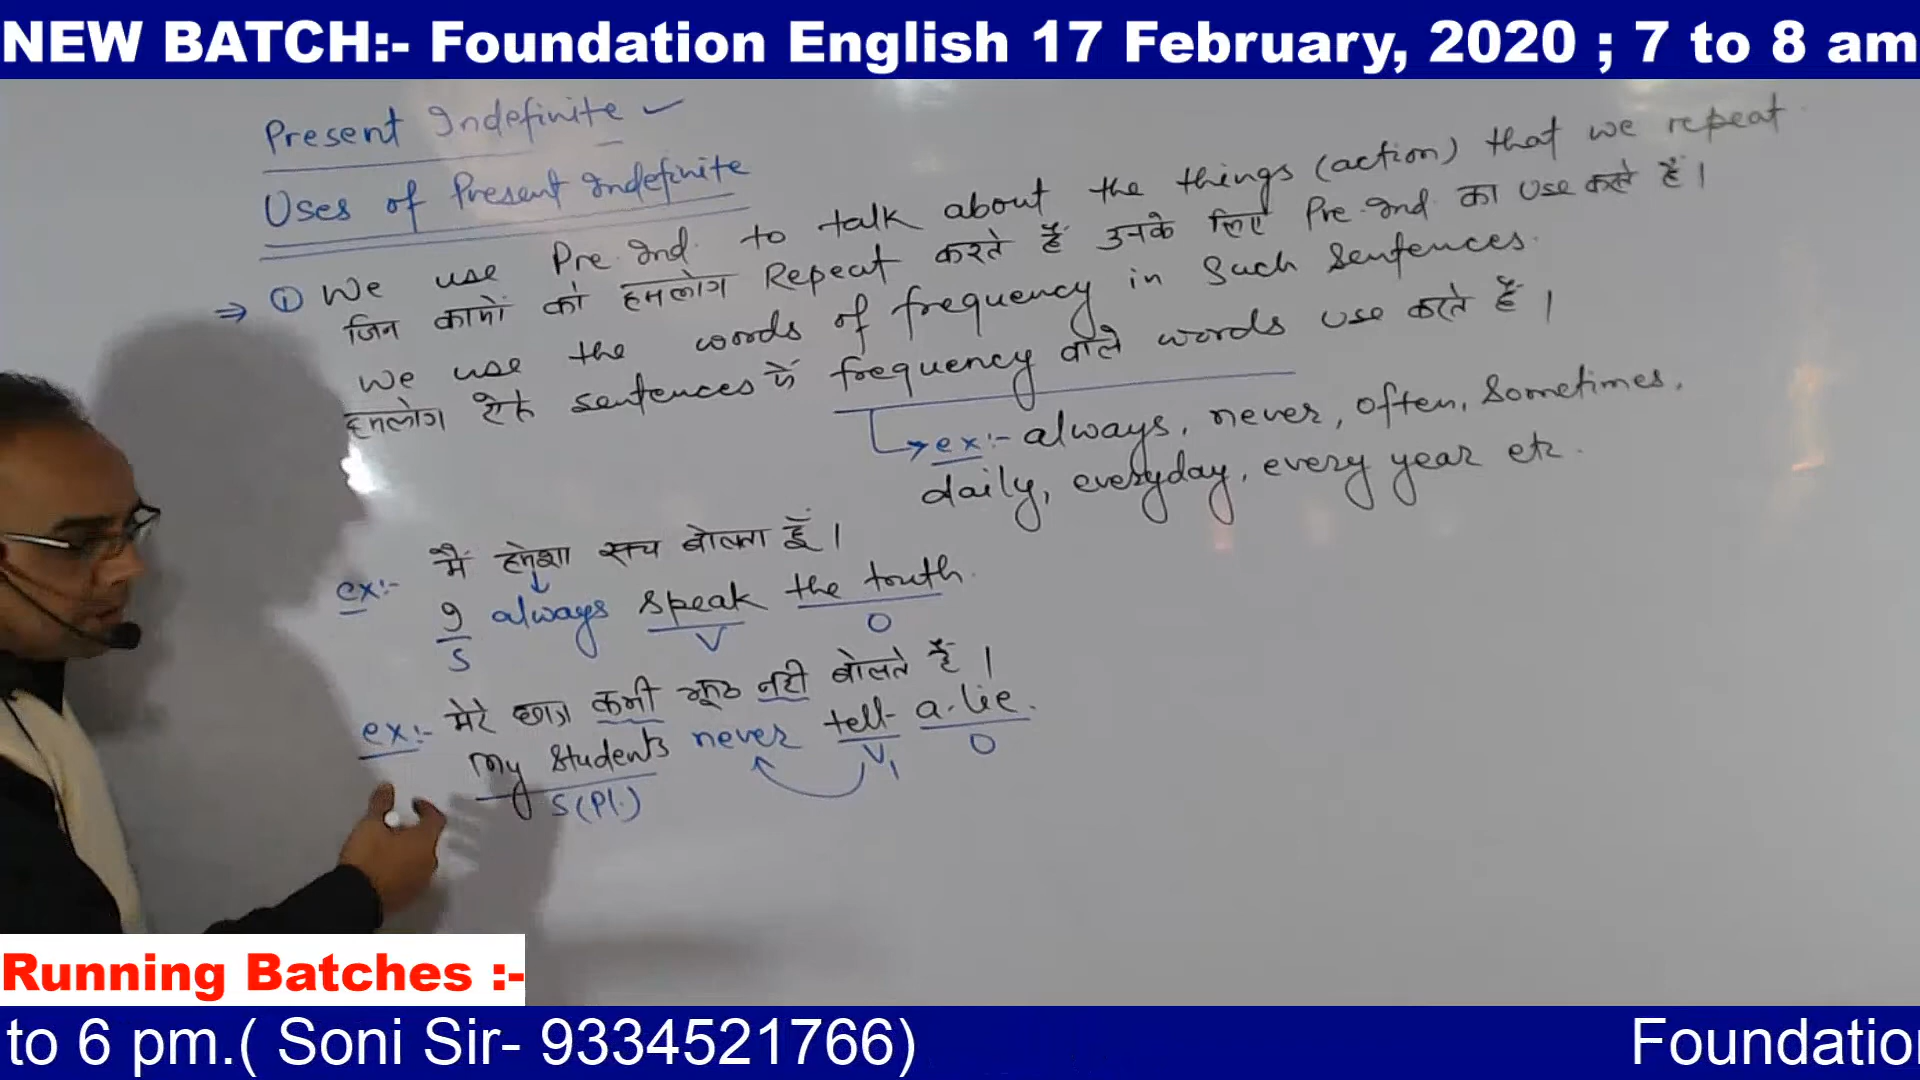 NEW BATCH:- Foundation English 17 February, 2020 ; 7 to 8 am
Present Indefinite ✓
Uses of Present Indefinite
⇒ ① We use Pre. Ind. to talk about the things (action) that we repeat.
जिन कामों को हमलोग Repeat करते हैं उनके लिए Pre. Ind. का use करते हैं।
We use the words of frequency in such sentences.
हमलोग ऐसे sentences में frequency वाले words use करते हैं।
→ ex:- always, never, often, sometimes,
daily, everyday, every year etc.
ex:- मैं हमेशा सच बोलता हूँ।
I always speak the truth.
S V O
ex:- मेरे छात्र कभी झूठ नही बोलते हैं।
My students never tell a lie.
S(Pl.) V1 O
Running Batches :-
to 6 pm.( Soni Sir- 9334521766)
Foundatio